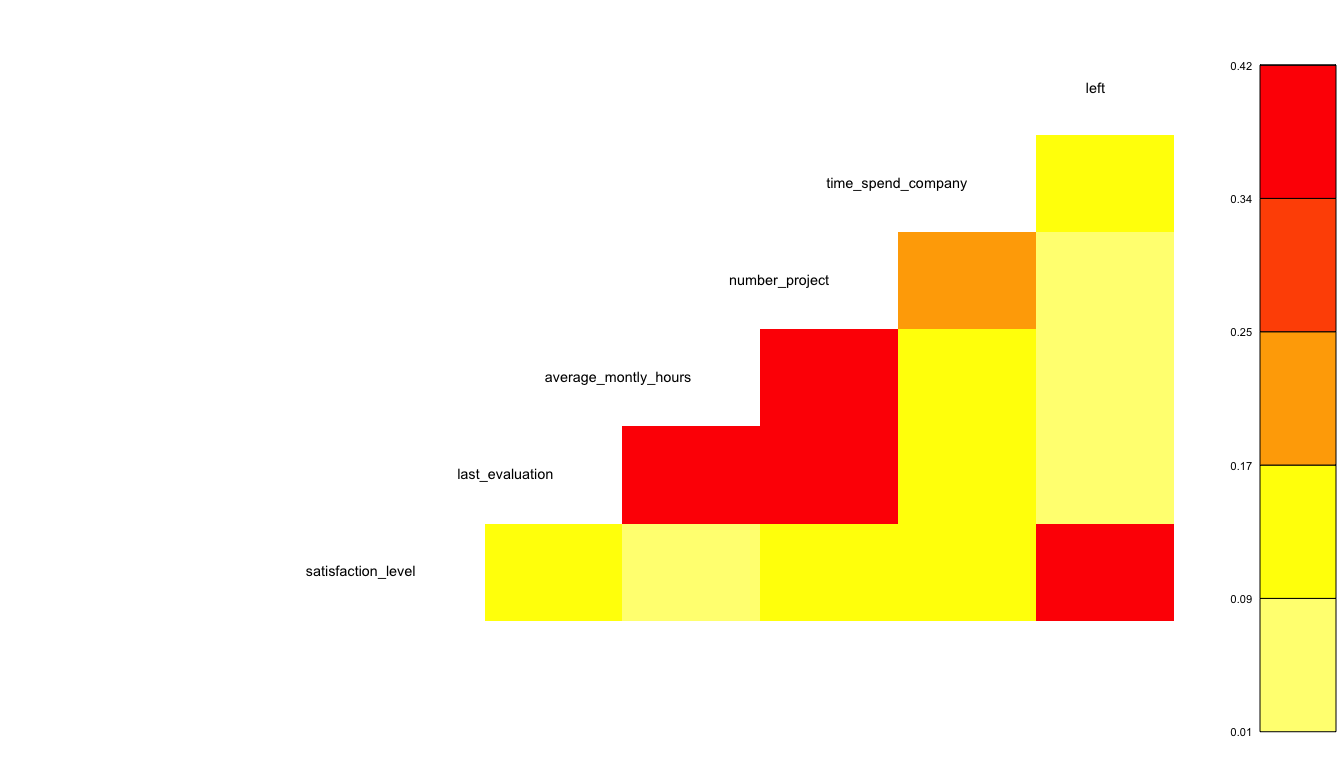 left
time_spend_company
number_project
average_montly_hours
last_evaluation
satisfaction_level
0.42
0.34
0.25
0.17
0.09
0.01